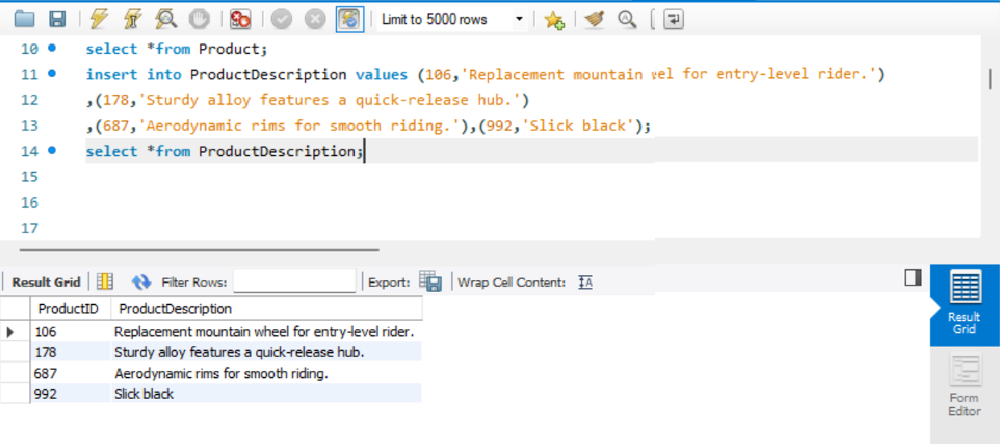 Limit to 5000 rows
10 select *from Product;
11 insert into ProductDescription values (106,'Replacement mountain el for entry-level rider.')
12 ,(178,'Sturdy alloy features a quick-release hub.')
13 ,(687,'Aerodynamic rims for smooth riding.'),(992,'Slick black');
14 select *from ProductDescription;
15
16
17
Result Grid Filter Rows: Export: Wrap Cell Content: IA
ProductID ProductDescription
106 Replacement mountain wheel for entry-level rider.
178 Sturdy alloy features a quick-release hub.
687 Aerodynamic rims for smooth riding.
992 Slick black
Result
Grid
Form
Editor